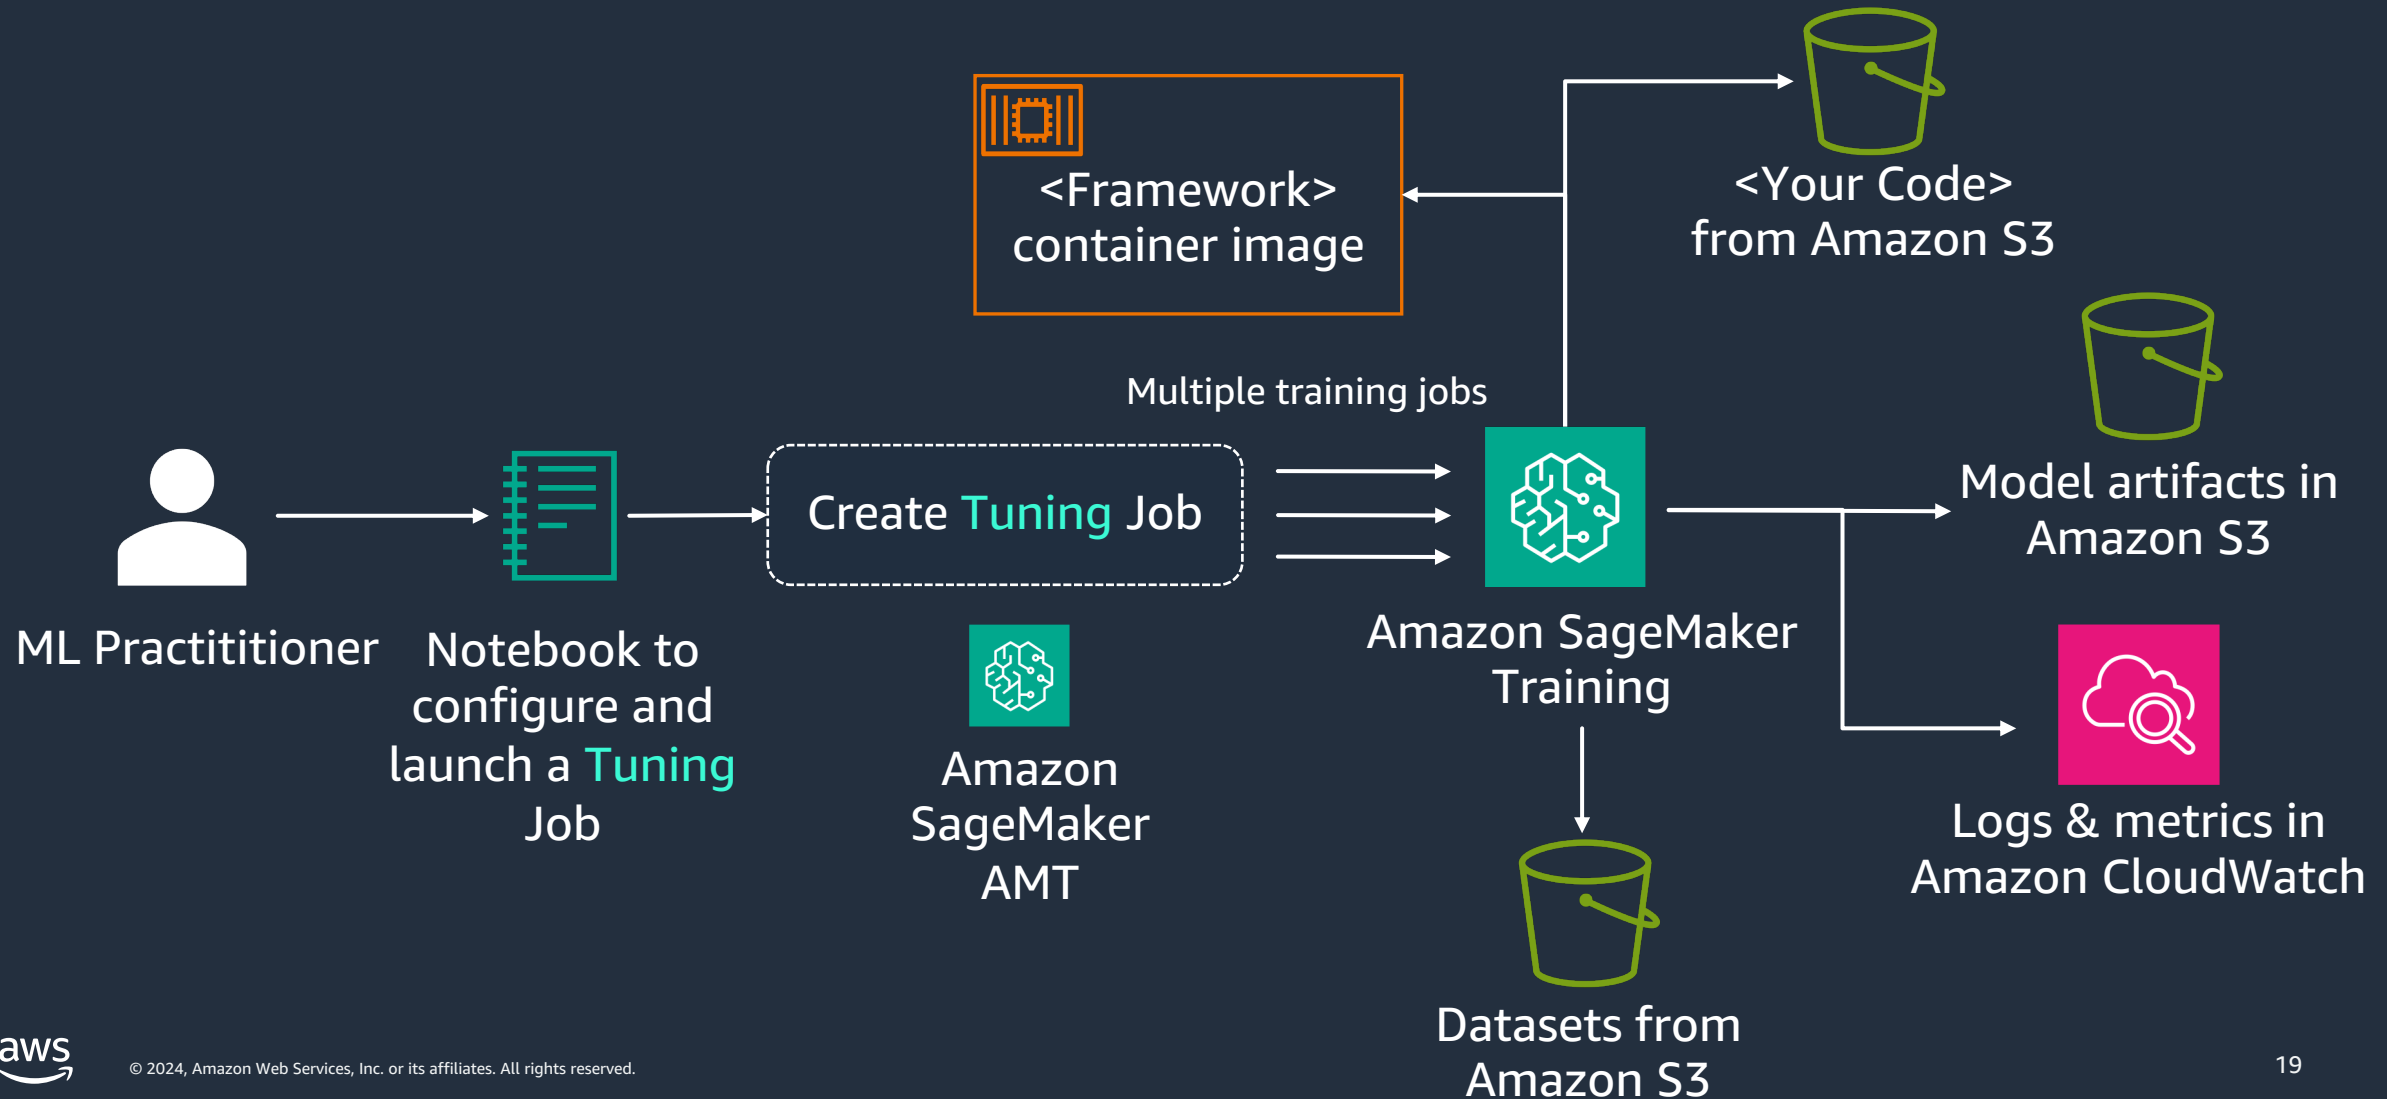 <Framework>
container image
<Your Code>
from Amazon S3
Multiple training jobs
Model artifacts in
Amazon S3
Create Tuning Job
ML Practititioner
Notebook to
configure and
launch a Tuning
Job
Amazon
SageMaker
AMT
Amazon SageMaker
Training
Logs & metrics in
Amazon CloudWatch
Datasets from
Amazon S3
aws
© 2024, Amazon Web Services, Inc. or its affiliates. All rights reserved.
19